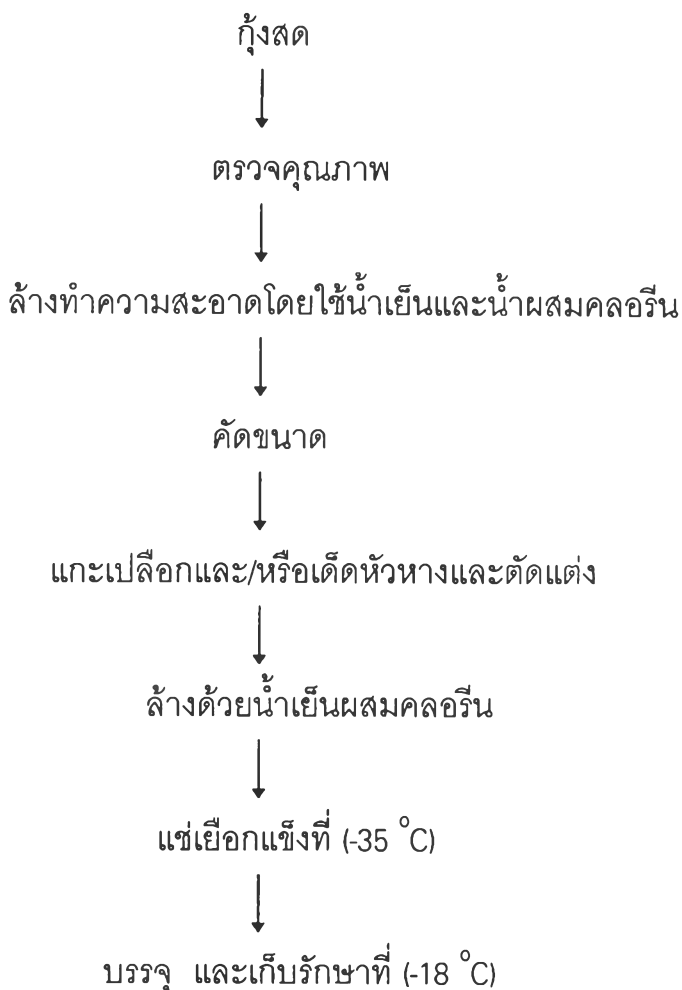 กุ้งสด
ตรวจคุณภาพ
ล้างทำความสะอาดโดยใช้น้ำเย็นและน้ำผสมคลอรีน
คัดขนาด
แกะเปลือกและ/หรือเด็ดหัวหางและตัดแต่ง
ล้างด้วยน้ำเย็นผสมคลอรีน
แช่เยือกแข็งที่ (-35 °C)
บรรจุ และเก็บรักษาที่ (-18 °C)